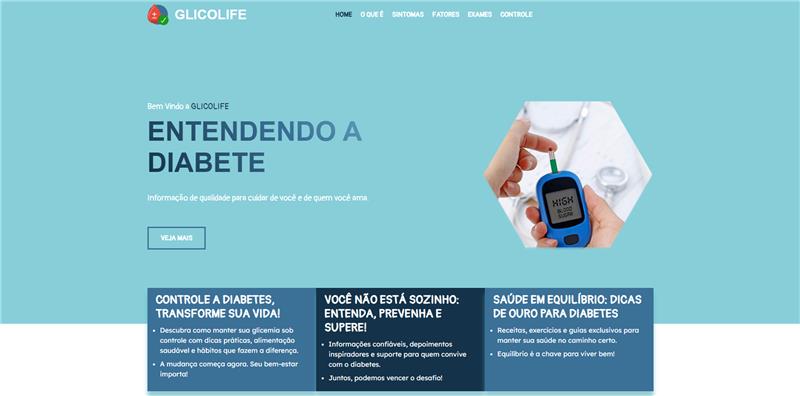 GLICOLIFE
HOME O QUE É SINTOMAS FATORES EXAMES CONTROLE
Bem Vindo a GLICOLIFE
ENTENDENDO A
DIABETE
Informação de qualidade para cuidar de você e de quem você ama
VEJA MAIS
HIGH
BLOOD
SUGAR
CONTROLE A DIABETES,
TRANSFORME SUA VIDA!
Descubra como manter sua glicemia sob
controle com dicas práticas, alimentação
saudável e hábitos que fazem a diferença.
A mudança começa agora. Seu bem-estar
importa!
VOCÊ NÃO ESTÁ SOZINHO:
ENTENDA, PREVENHA E
SUPERE!
Informações confiáveis, depoimentos
inspiradores e suporte para quem convive
com o diabetes.
Juntos, podemos vencer o desafio!
SAÚDE EM EQUILÍBRIO: DICAS
DE OURO PARA DIABETES
Receitas, exercícios e guias exclusivos para
manter sua saúde no caminho certo.
Equilíbrio é a chave para viver bem!